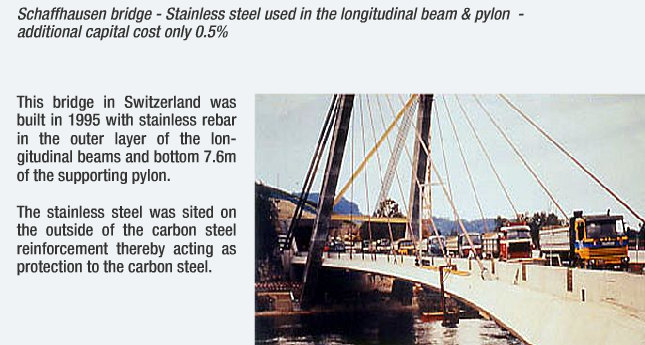 Schaffhausen bridge - Stainless steel used in the longitudinal beam & pylon -
additional capital cost only 0.5%
This bridge in Switzerland was
built in 1995 with stainless rebar
in the outer layer of the lon-
gitudinal beams and bottom 7.6m
of the supporting pylon.
The stainless steel was sited on
the outside of the carbon steel
reinforcement thereby acting as
protection to the carbon steel.